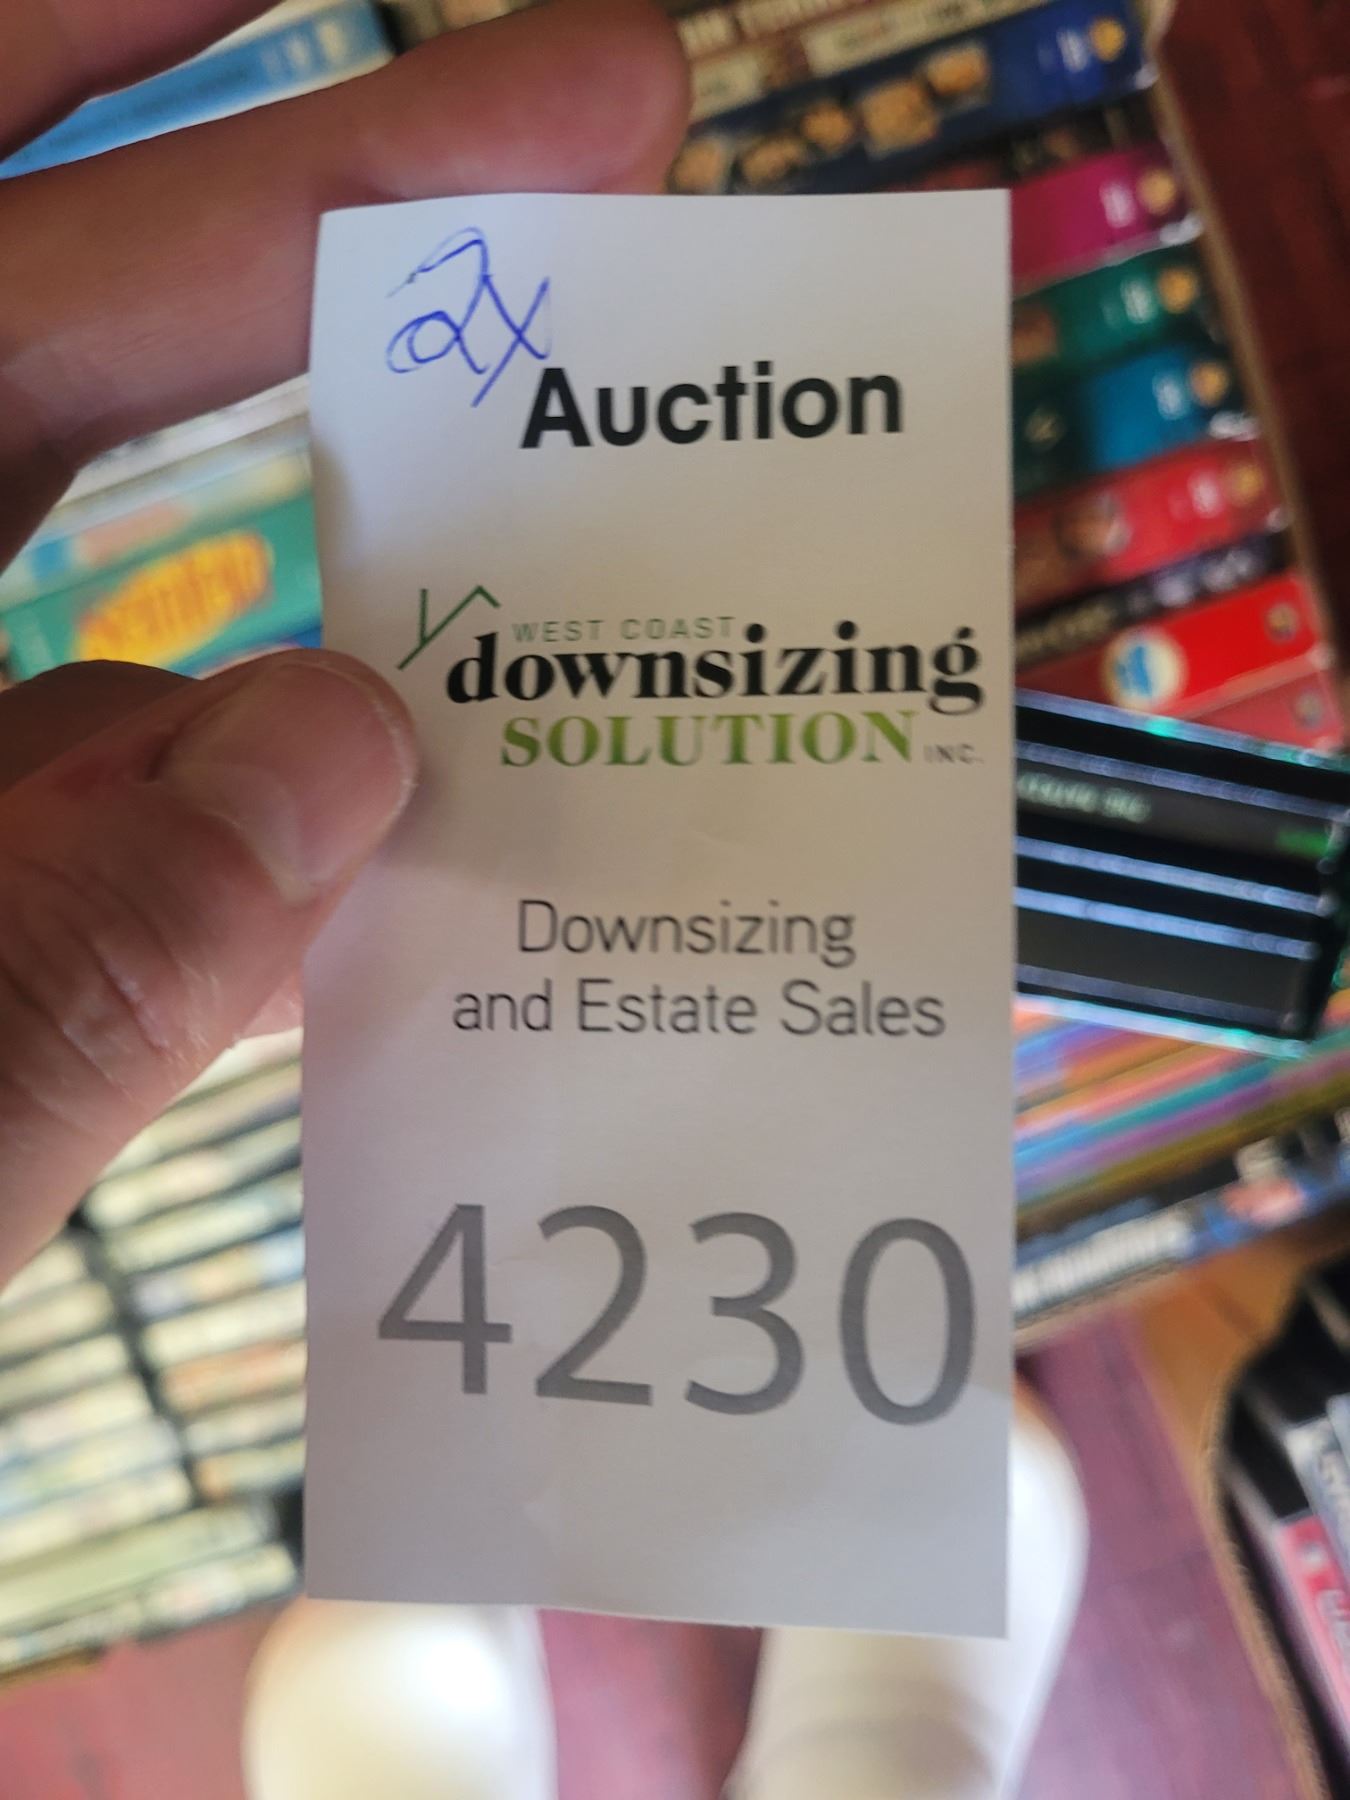 2x
Auction
WEST COAST
downsizing
SOLUTION INC.
Downsizing
and Estate Sales
4230